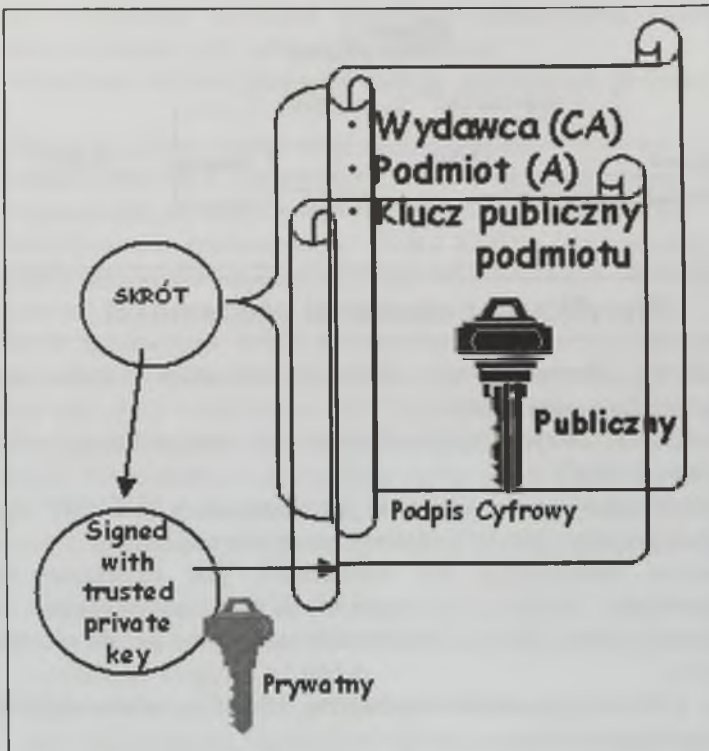 • Wydawca (CA)
• Podmiot (A)
• Klucz publiczny
podmiotu
SKRÓT
Publiczny
Podpis Cyfrowy
Signed
with
trusted
private
key
Prywatny